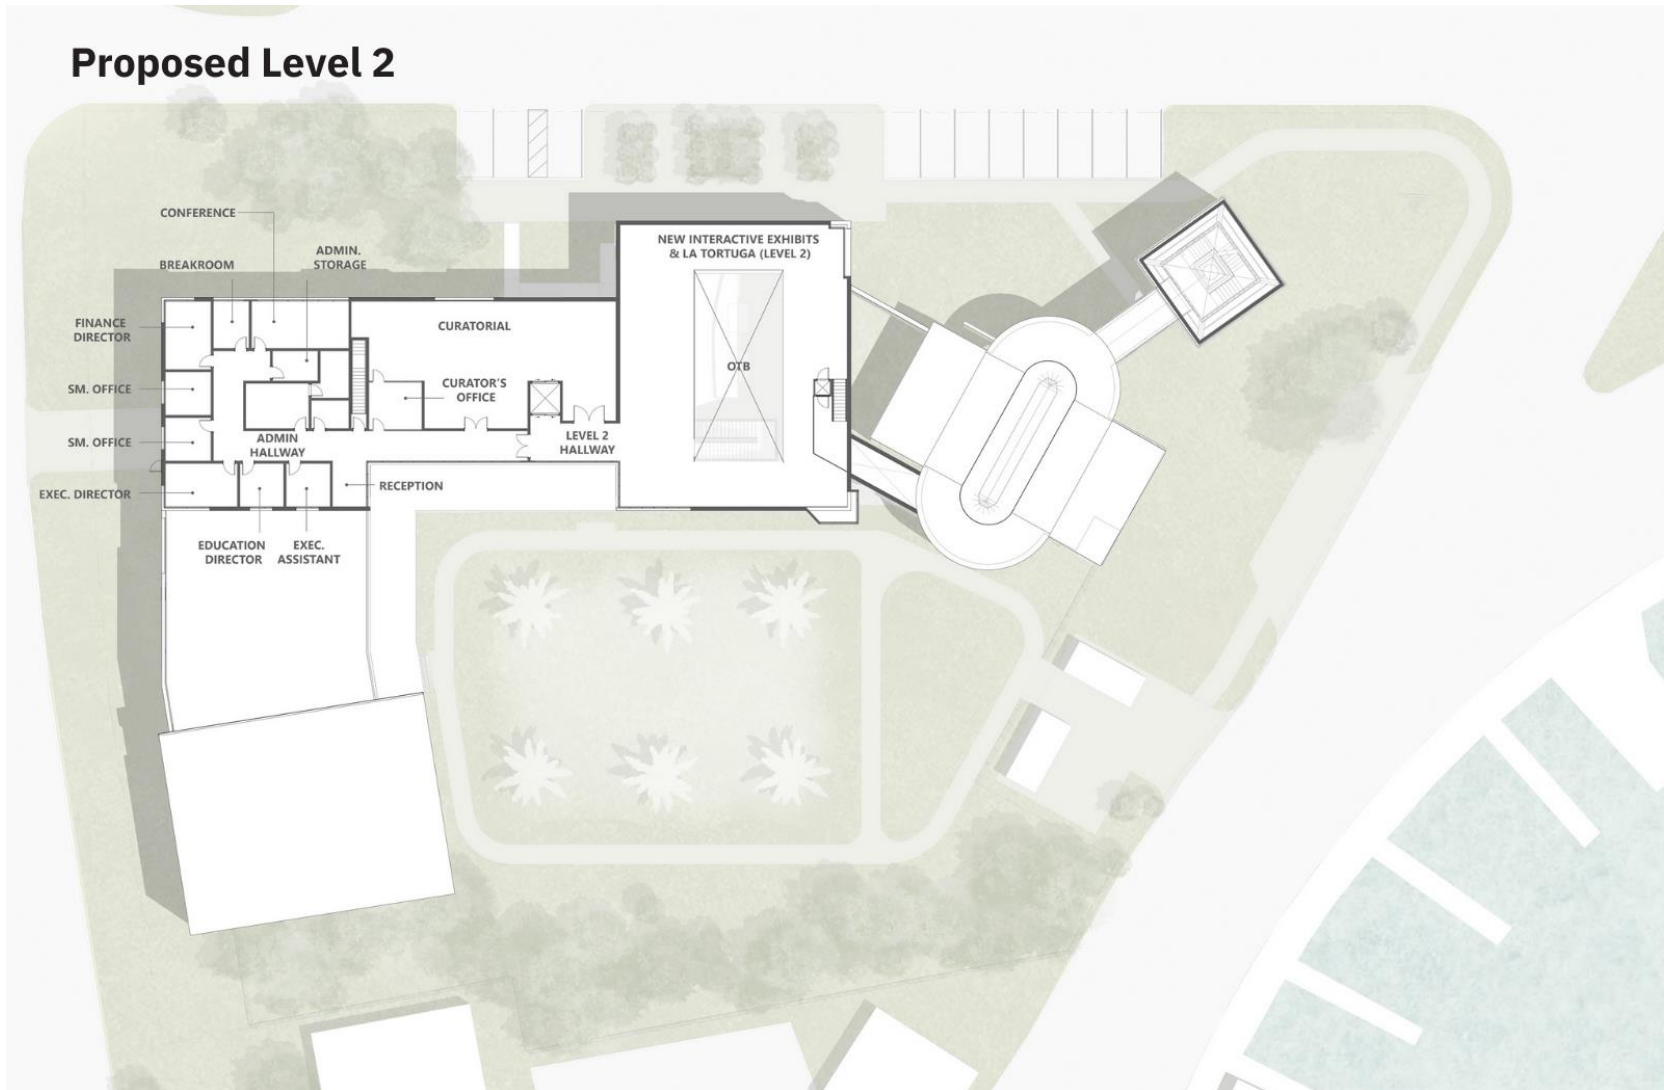 Proposed Level 2
CONFERENCE
ADMIN.
STORAGE
BREAKROOM
NEW INTERACTIVE EXHIBITS
& LA TORTUGA (LEVEL 2)
FINANCE
DIRECTOR
CURATORIAL
OTB
SM. OFFICE
CURATOR'S
OFFICE
SM. OFFICE
ADMIN
HALLWAY
LEVEL 2
HALLWAY
EXEC. DIRECTOR
RECEPTION
EDUCATION
DIRECTOR
EXEC.
ASSISTANT